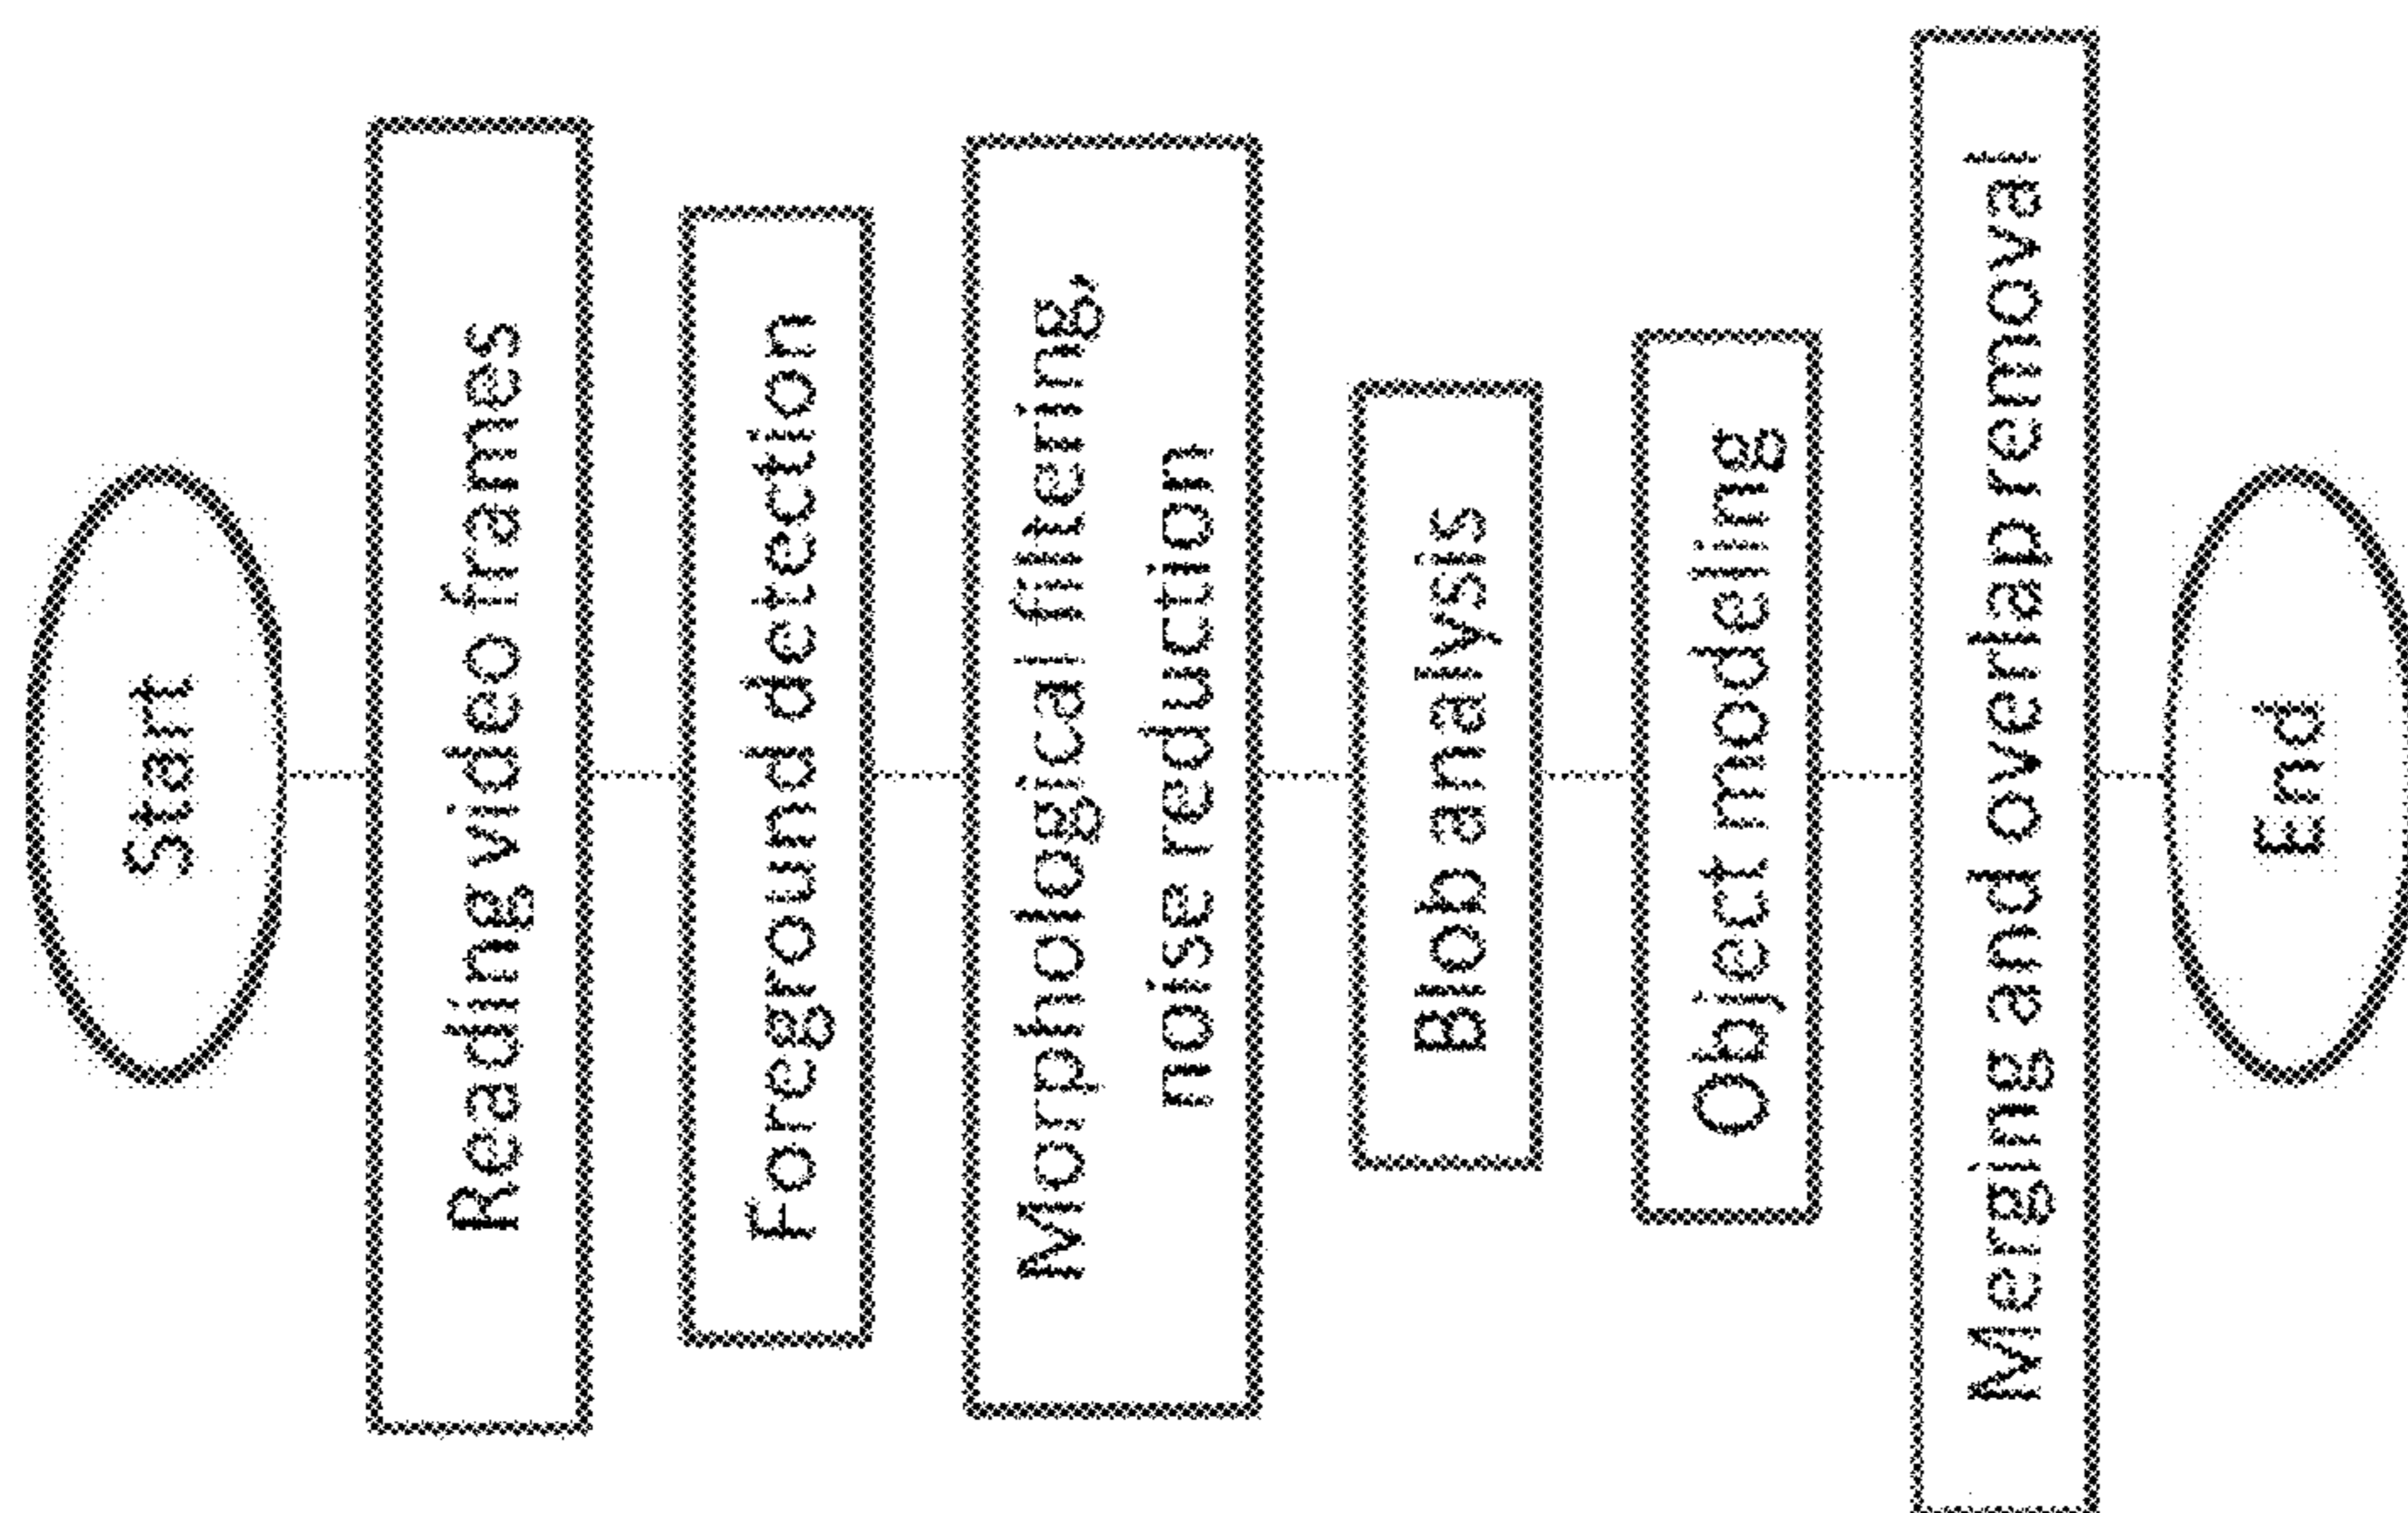 Start
Reading video frames
Foreground detection
Morphological filtering,
noise reduction
Blob analysis
Object modeling
Merging and overlap removal
End